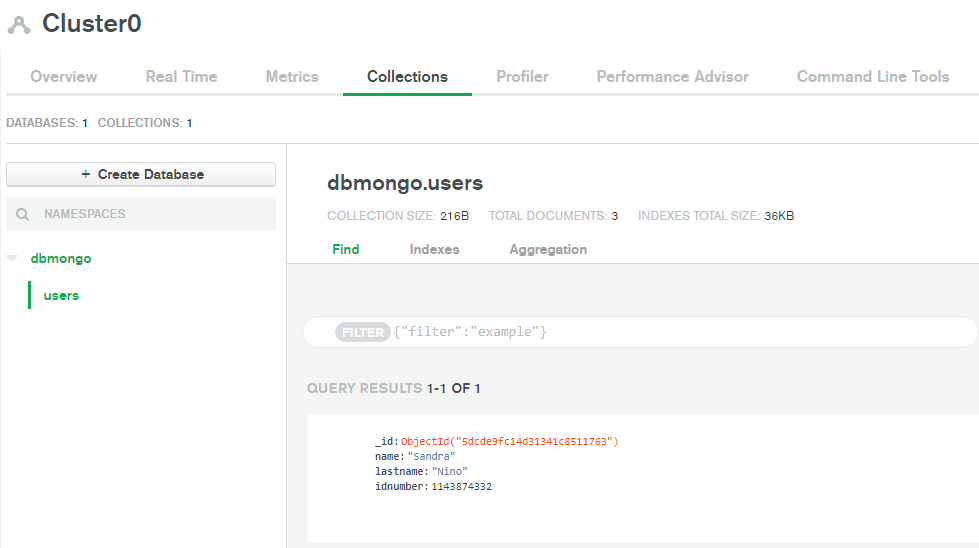 Cluster0
Overview Real Time Metrics Collections Profiler Performance Advisor Command Line Tools
DATABASES: 1 COLLECTIONS: 1
+ Create Database
NAMESPACES
dbmongo
users
dbmongo.users
COLLECTION SIZE: 216B TOTAL DOCUMENTS: 3 INDEXES TOTAL SIZE: 36KB
Find Indexes Aggregation
FILTER {"filter":"example"}
QUERY RESULTS 1-1 OF 1
_id: ObjectId("5dcde9fc14d31341c8511763")
name: "Sandra"
lastname: "Nino"
idnumber: 1143874332